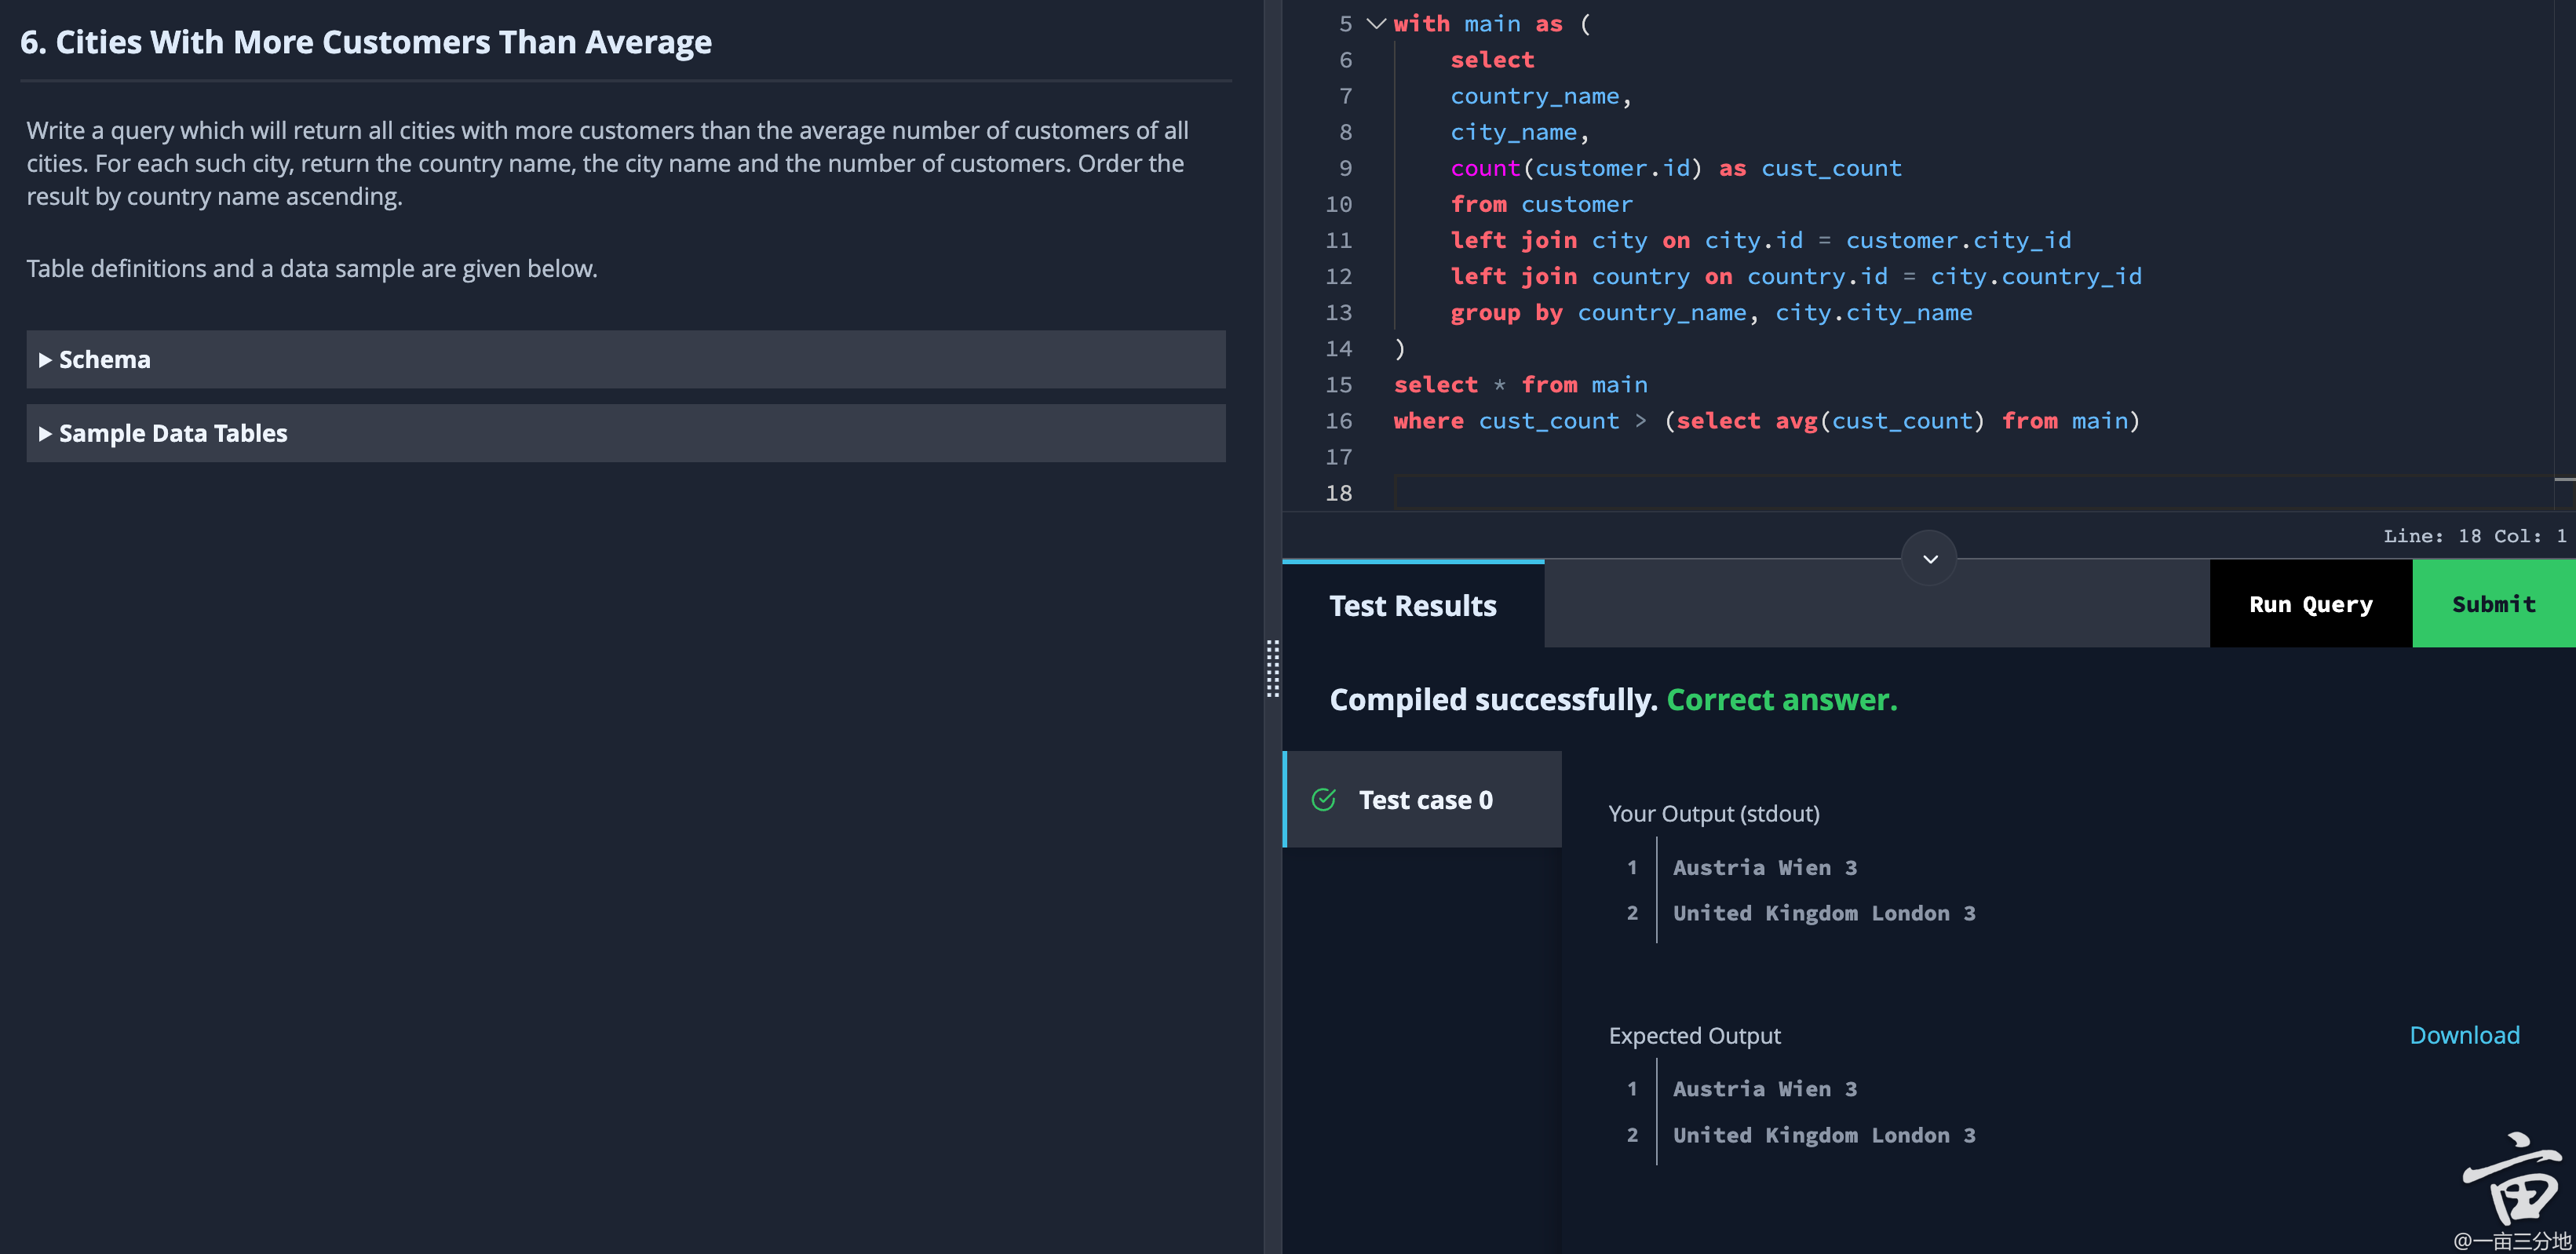 6. Cities With More Customers Than Average
Write a query which will return all cities with more customers than the average number of customers of all
cities. For each such city, return the country name, the city name and the number of customers. Order the
result by country name ascending.
Table definitions and a data sample are given below.
Schema
Sample Data Tables
5 with main as (
6 select
7 country_name,
8 city_name,
9 count(customer.id) as cust_count
10 from customer
11 left join city on city.id = customer.city_id
12 left join country on country.id = city.country_id
13 group by country_name, city.city_name
14 )
15 select * from main
16 where cust_count > (select avg(cust_count) from main)
17
18
Line: 18 Col: 1
Test Results
Run Query
Submit
Compiled successfully. Correct answer.
Test case 0
Your Output (stdout)
1 Austria Wien 3
2 United Kingdom London 3
Expected Output
Download
1 Austria Wien 3
2 United Kingdom London 3
亩
@一亩三分地